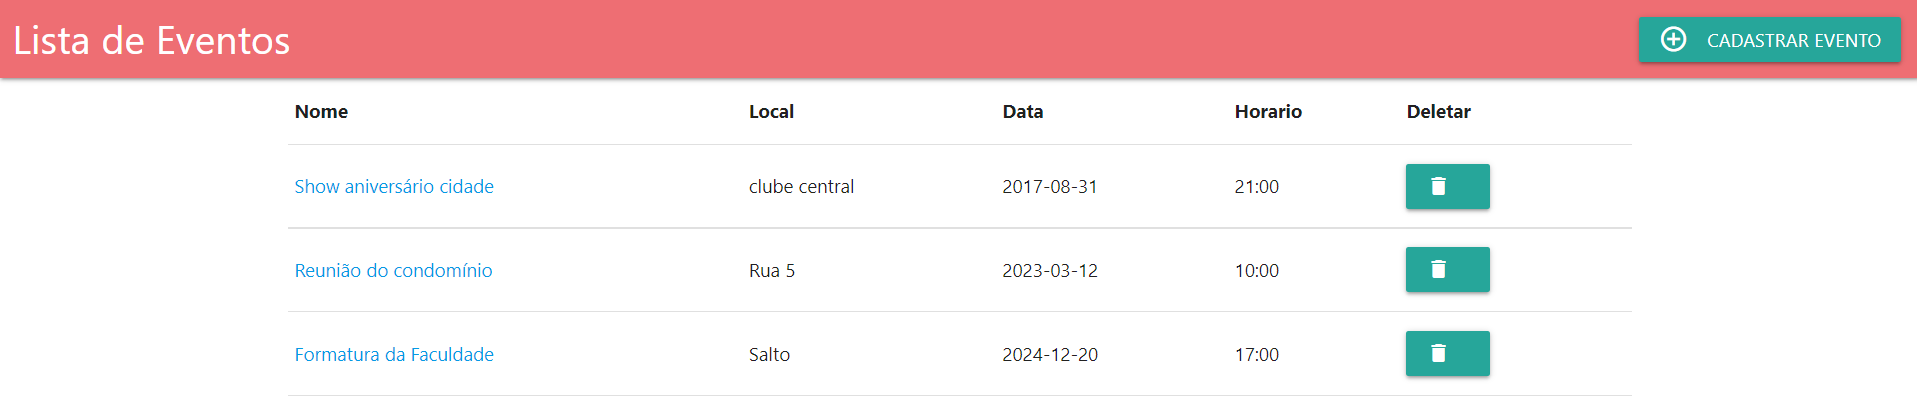 Lista de Eventos
CADASTRAR EVENTO
Nome Local Data Horario Deletar
Show aniversário cidade clube central 2017-08-31 21:00
Reunião do condomínio Rua 5 2023-03-12 10:00
Formatura da Faculdade Salto 2024-12-20 17:00